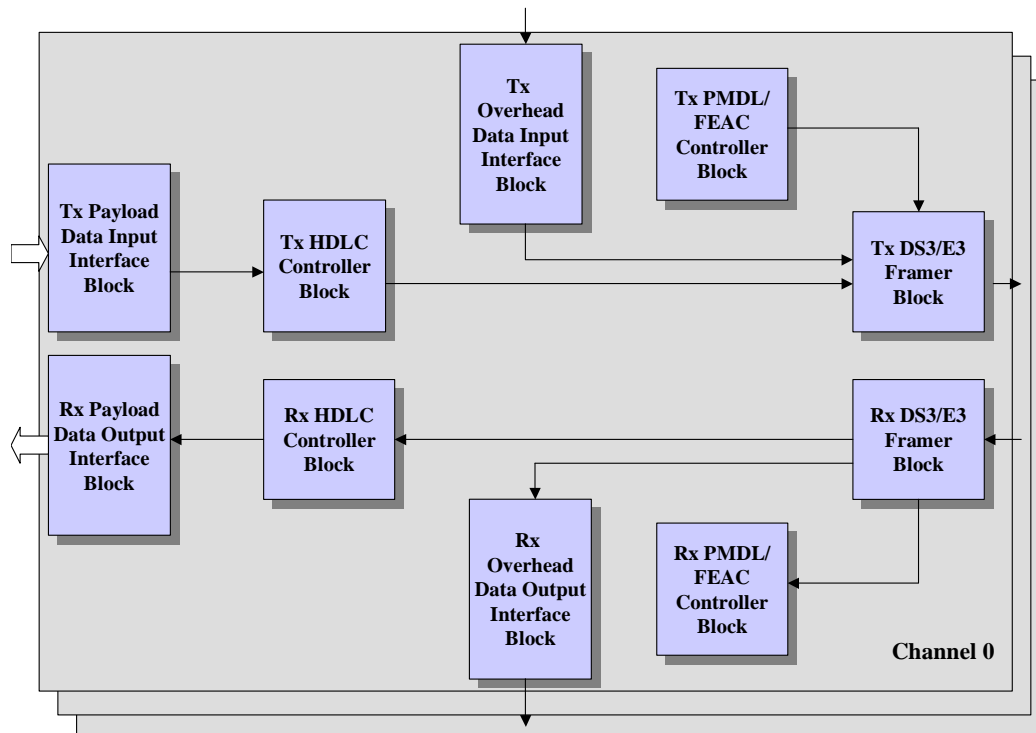 Tx
Overhead
Data Input
Interface
Block
Tx PMDL/
FEAC
Controller
Block
Tx Payload
Data Input
Interface
Block
Tx HDLC
Controller
Block
Tx DS3/E3
Framer
Block
Rx Payload
Data Output
Interface
Block
Rx HDLC
Controller
Block
Rx DS3/E3
Framer
Block
Rx
Overhead
Data Output
Interface
Block
Rx PMDL/
FEAC
Controller
Block
Channel 0